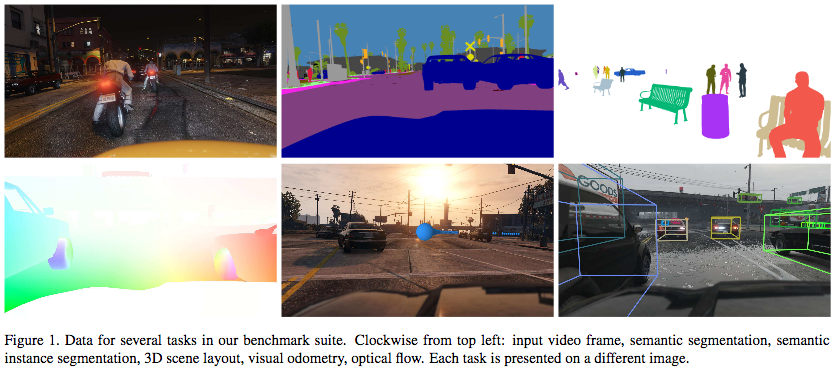 GOODS
Figure 1. Data for several tasks in our benchmark suite. Clockwise from top left: input video frame, semantic segmentation, semantic
instance segmentation, 3D scene layout, visual odometry, optical flow. Each task is presented on a different image.